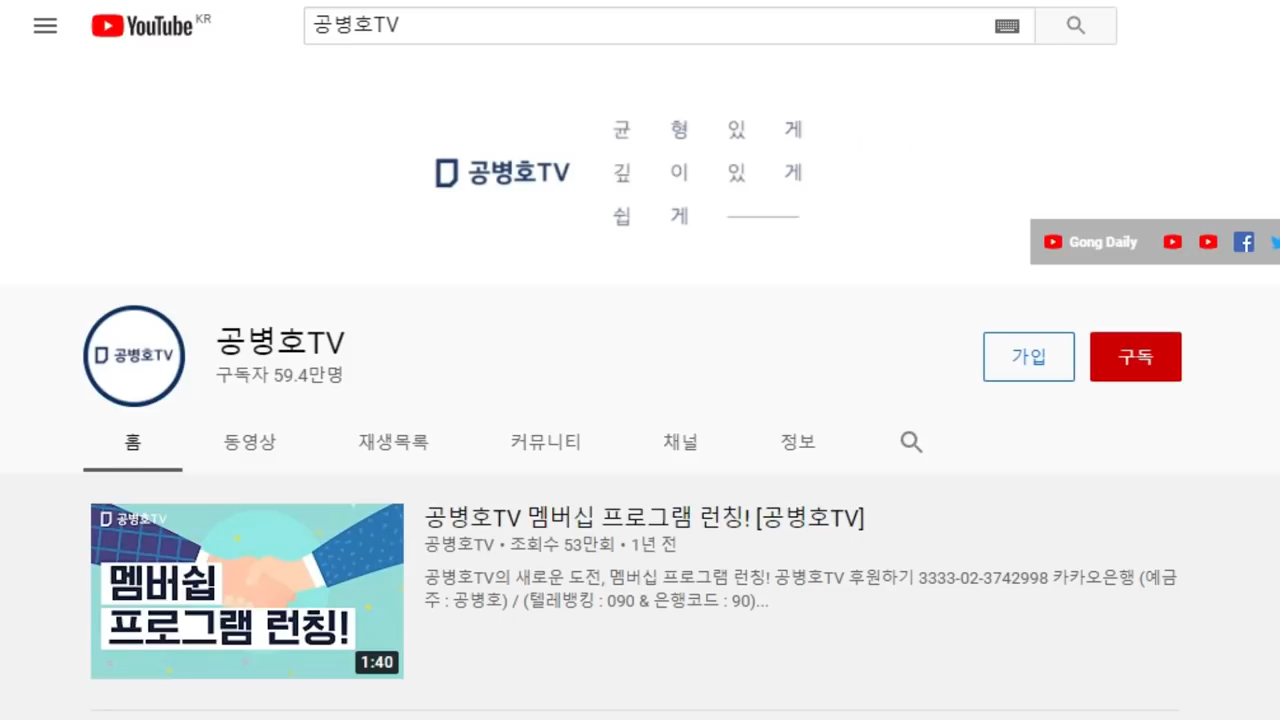 YouTube KR
공병호TV
균 형 있 게
공병호TV
깊 이 있 게
쉽 게
Gong Daily
공병호TV
공병호TV
구독자 59.4만명
가입
구독
홈 동영상 재생목록 커뮤니티 채널 정보
공병호TV
멤버쉽
프로그램 런칭!
1:40
공병호TV 멤버십 프로그램 런칭! [공병호TV]
공병호TV • 조회수 53만회 • 1년 전
공병호TV의 새로운 도전, 멤버십 프로그램 런칭! 공병호TV 후원하기 3333-02-3742998 카카오은행 (예금
주 : 공병호) / (텔레뱅킹 : 090 & 은행코드 : 90)...